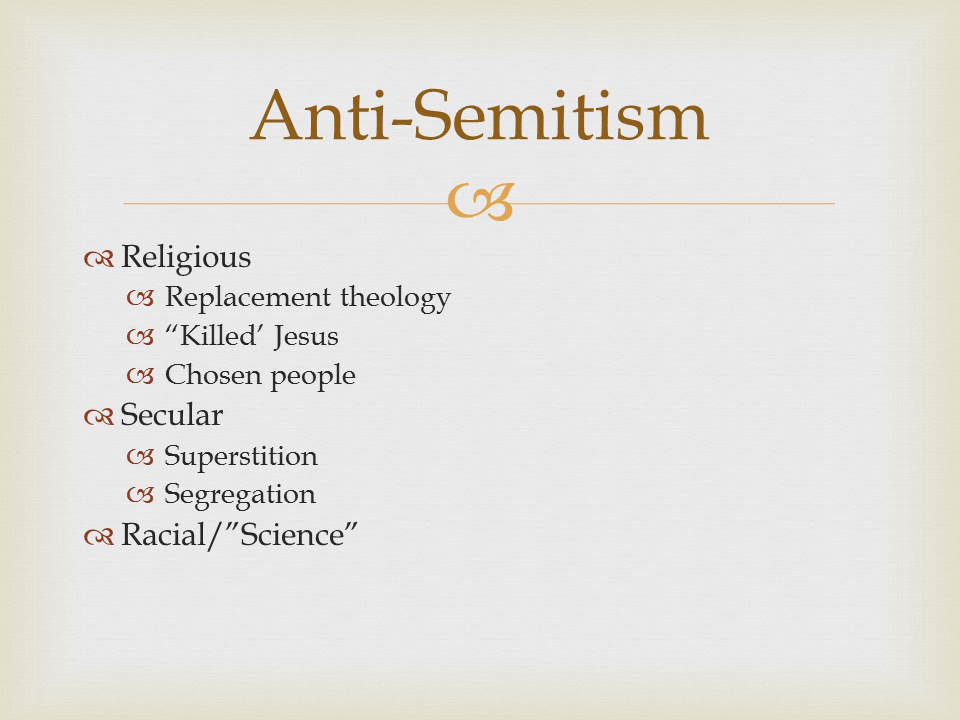 Anti-Semitism
Religious
Replacement theology
“Killed’ Jesus
Chosen people
Secular
Superstition
Segregation
Racial/”Science”